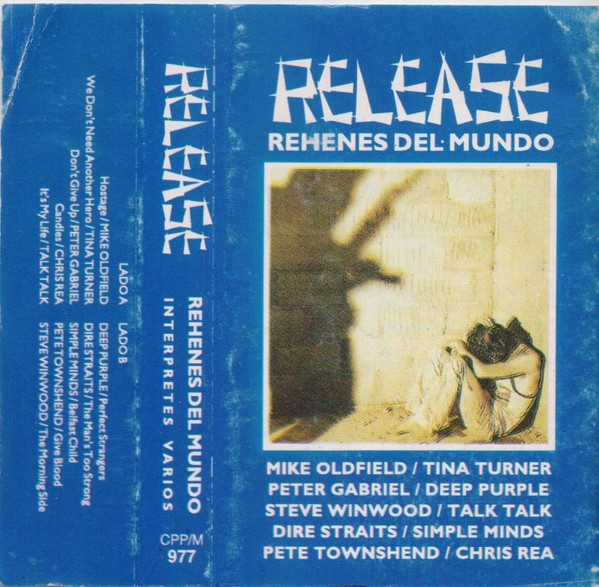 RELEASE
REHENES DEL MUNDO
MIKE OLDFIELD / TINA TURNER
PETER GABRIEL / DEEP PURPLE
STEVE WINWOOD / TALK TALK
DIRE STRAITS / SIMPLE MINDS
PETE TOWNSHEND / CHRIS REA
RELEASE
REHENES DEL MUNDO
INTERPRETES VARIOS
CPP/M
977
LADO A
Hostage / MIKE OLDFIELD
We Don't Need Another Hero / TINA TURNER
Don't Give Up / PETER GABRIEL
Candles / CHRIS REA
It's My Life / TALK TALK
LADO B
DEEP PURPLE / Perfect Strangers
DIRE STRAITS / The Man's Too Strong
SIMPLE MINDS / Belfast Child
PETE TOWNSHEND / Give Blood
STEVE WINWOOD / The Morning Side